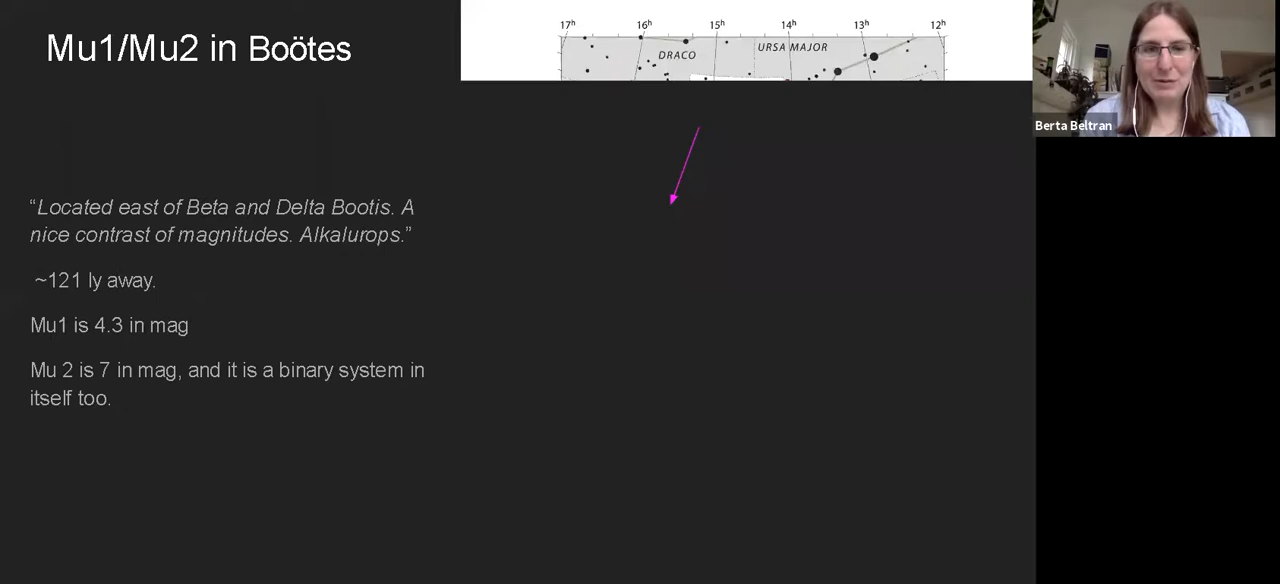 Mu1/Mu2 in Boötes
17h 16h 15h 14h 13h 12h
DRACO
URSA MAJOR
Berta Beltran
“Located east of Beta and Delta Bootis. A
nice contrast of magnitudes. Alkalurops.”
~121 ly away.
Mu1 is 4.3 in mag
Mu 2 is 7 in mag, and it is a binary system in
itself too.